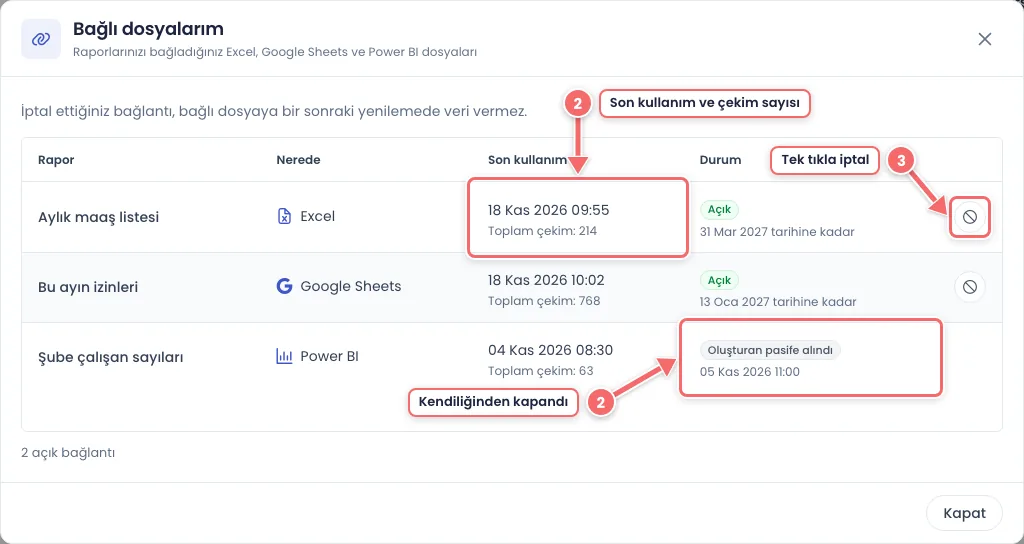 Bağlı dosyalarım
Raporlarınızı bağladığınız Excel, Google Sheets ve Power BI dosyaları
İptal ettiğiniz bağlantı, bağlı dosyaya bir sonraki yenilemede veri vermez.
2 Son kullanım ve çekim sayısı
Rapor Nerede Son kullanım Durum
Tek tıkla iptal 3
Aylık maaş listesi Excel 18 Kas 2026 09:55 Açık
Toplam çekim: 214 31 Mar 2027 tarihine kadar
Bu ayın izinleri Google Sheets 18 Kas 2026 10:02 Açık
Toplam çekim: 768 13 Oca 2027 tarihine kadar
Şube çalışan sayıları Power BI 04 Kas 2026 08:30 Oluşturan pasife alındı
Toplam çekim: 63 05 Kas 2026 11:00
Kendiliğinden kapandı 2
2 açık bağlantı
Kapat